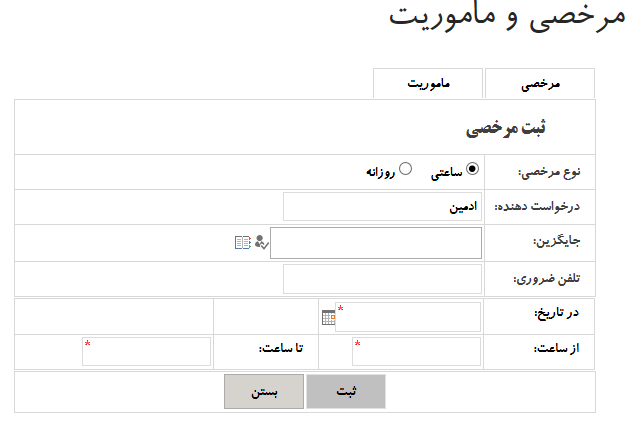 مرخصی و ماموریت
مرخصی ماموریت
ثبت مرخصی
نوع مرخصی: ساعتی روزانه
درخواست دهنده: ادمین
جایگزین:
تلفن ضروری:
در تاریخ: *
از ساعت: * تا ساعت: *
ثبت بستن